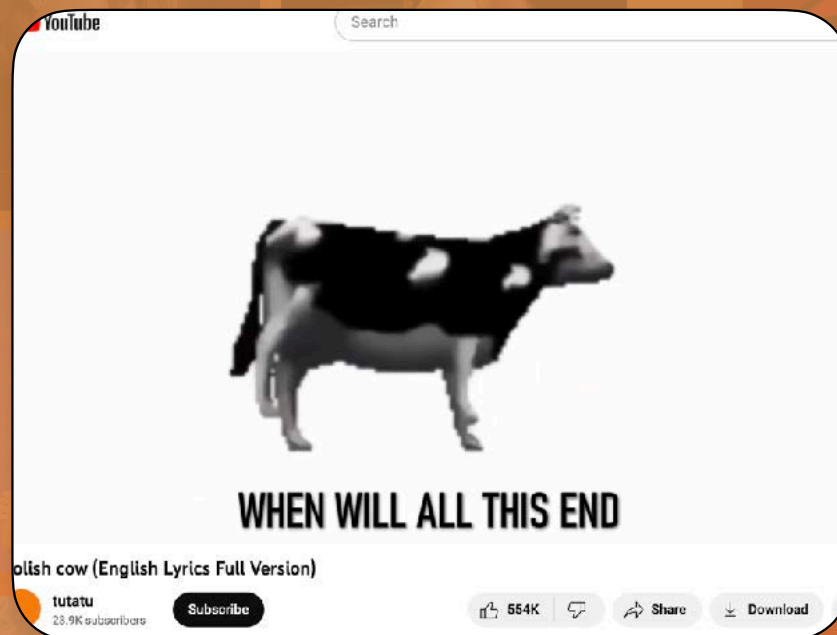 YouTube
Search
WHEN WILL ALL THIS END
olish cow (English Lyrics Full Version)
tutatu
23.9K subscribers
Subscribe
554K
Share
Download